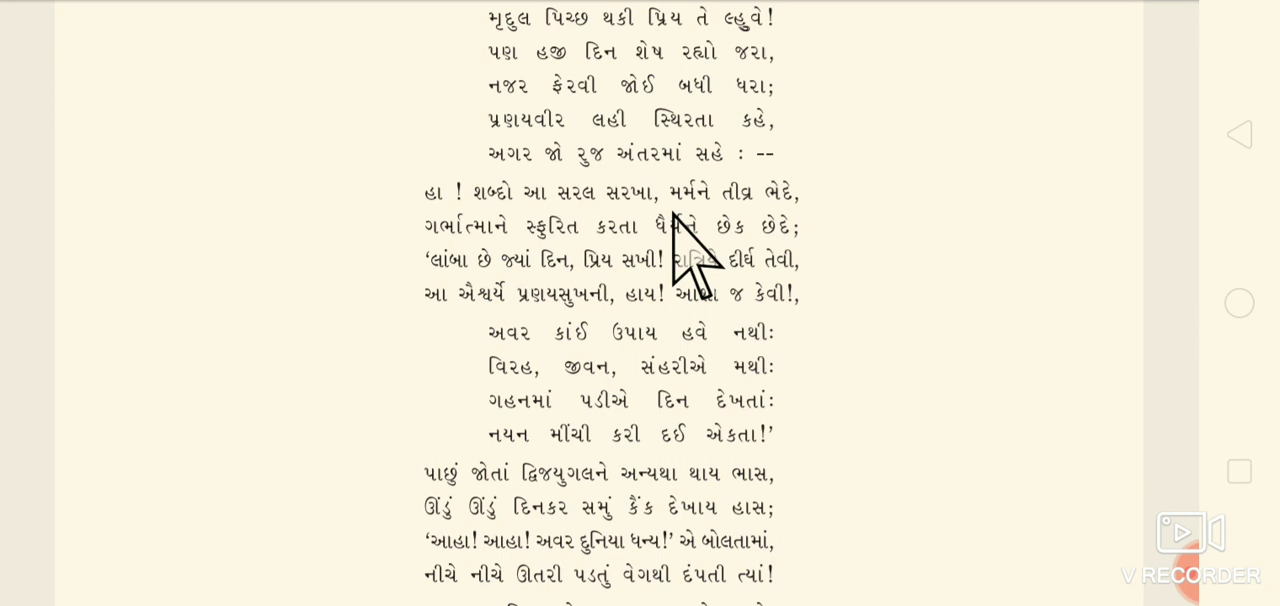 મૃદુલ પિચ્છ થકી પ્રિય તે લ્હુવે!
પણ હજી દિન શેષ રહ્યો જરા,
નજર ફેરવી જોઈ બધી ધરા;
પ્રણયવીર લહી સ્થિરતા કહે,
અગર જો રુજ અંતરમાં સહે : --
હા ! શબ્દો આ સરલ સરખા, મર્મને તીવ્ર ભેદે,
ગર્ભાત્માને સ્ફુરિત કરતા ધૈર્યને છેક છેદે;
‘લાંબા છે જ્યાં દિન, પ્રિય સખી! રાત્રિયે દીર્ઘ તેવી,
આ ઐશ્વર્યે પ્રણયસુખની, હાય! આશા જ કેવી!,
અવર કાંઈ ઉપાય હવે નથી:
વિરહ, જીવન, સંહરીએ મથી:
ગહનમાં પડીએ દિન દેખતાં:
નયન મીંચી કરી દઈ એકતા!’
પાછું જોતાં દ્વિજયુગલને અન્યથા થાય ભાસ,
ઊંડું ઊંડું દિનકર સમું કૈંક દેખાય હાસ;
‘આહા! આહા! અવર દુનિયા ધન્ય!’ એ બોલતામાં,
નીચે નીચે ઊતરી પડતું વેગથી દંપતી ત્યાં!
V RECORDER